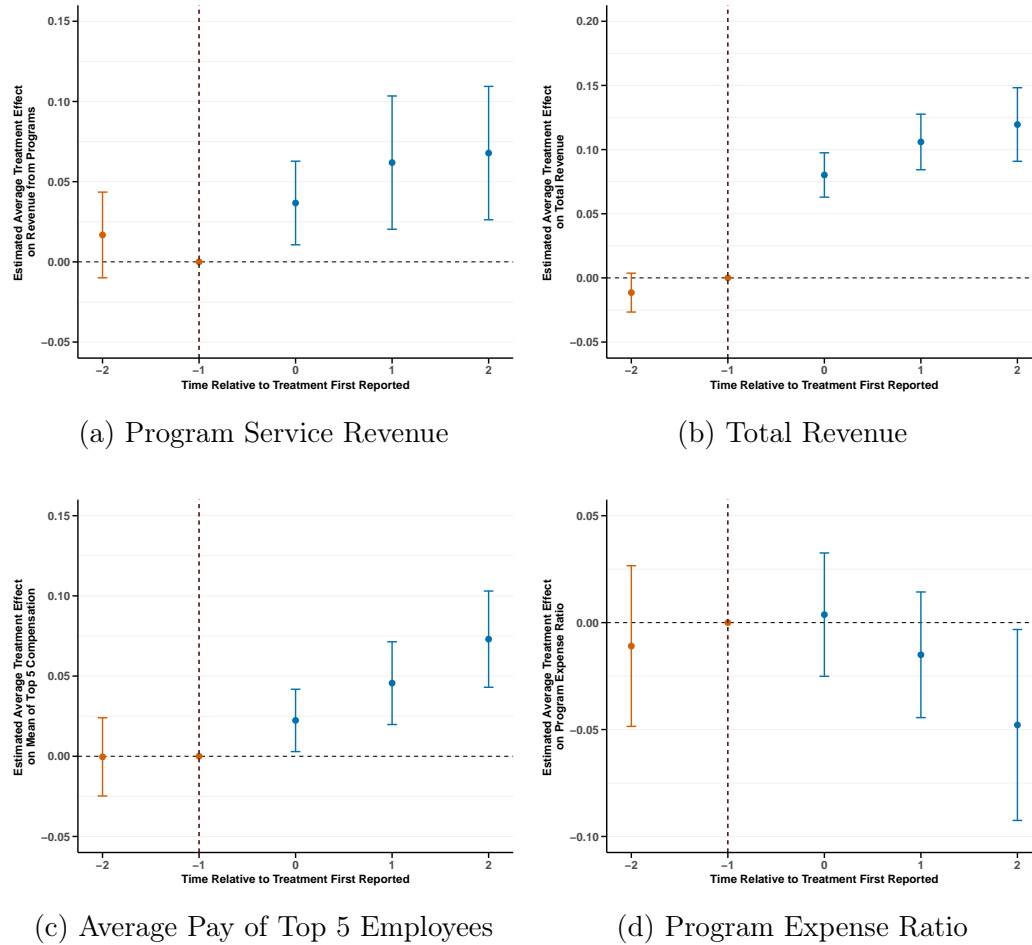 Estimated Average Treatment Effect
on Revenue from Programs
0.15
0.10
0.05
0.00
−0.05
−2
−1
0
1
2
Time Relative to Treatment First Reported
(a) Program Service Revenue
Estimated Average Treatment Effect
on Total Revenue
0.20
0.15
0.10
0.05
0.00
−0.05
−2
−1
0
1
2
Time Relative to Treatment First Reported
(b) Total Revenue
Estimated Average Treatment Effect
on Mean of Top 5 Compensation
0.15
0.10
0.05
0.00
−0.05
−2
−1
0
1
2
Time Relative to Treatment First Reported
(c) Average Pay of Top 5 Employees
Estimated Average Treatment Effect
on Program Expense Ratio
0.05
0.00
−0.05
−0.10
−2
−1
0
1
2
Time Relative to Treatment First Reported
(d) Program Expense Ratio